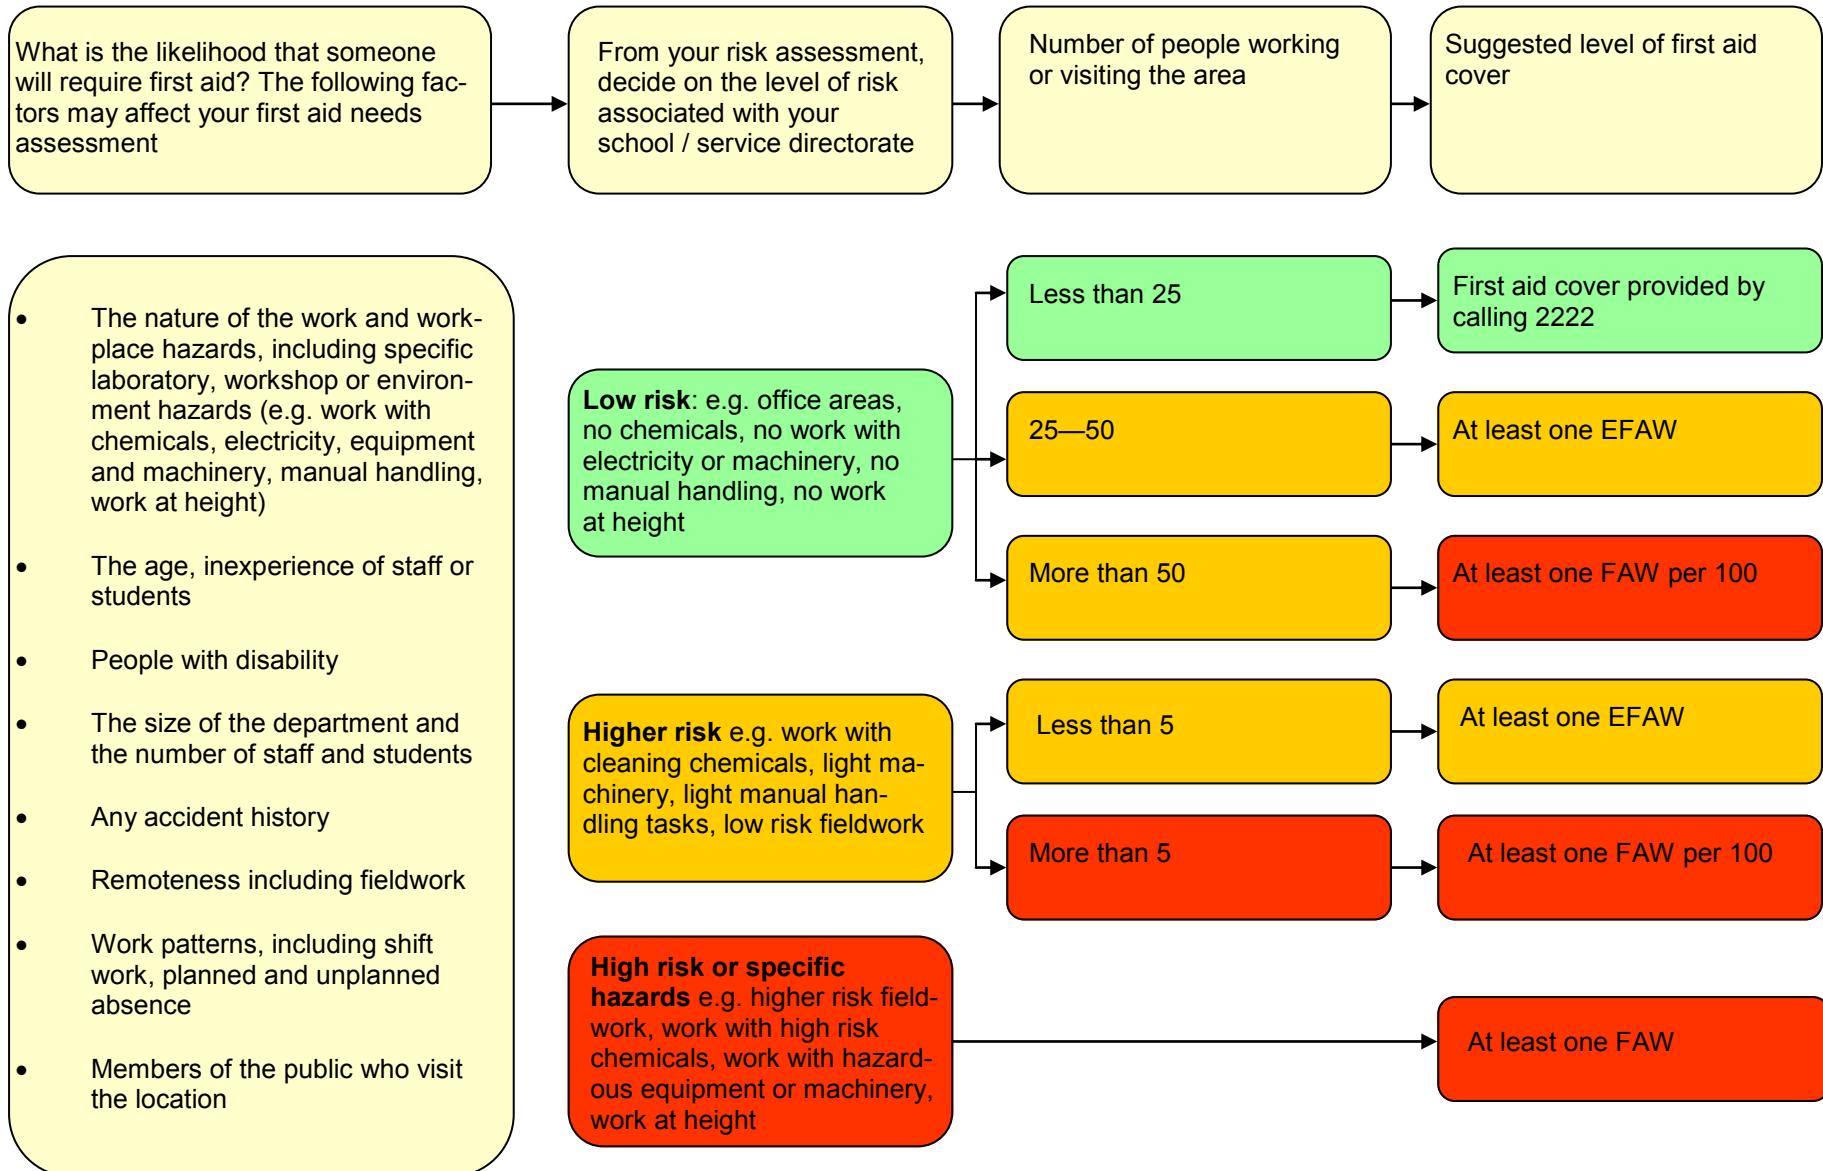 What is the likelihood that someone
will require first aid? The following fac-
tors may affect your first aid needs
assessment
From your risk assessment,
decide on the level of risk
associated with your
school / service directorate
Number of people working
or visiting the area
Suggested level of first aid
cover
• The nature of the work and work-
place hazards, including specific
laboratory, workshop or environ-
ment hazards (e.g. work with
chemicals, electricity, equipment
and machinery, manual handling,
work at height)
• The age, inexperience of staff or
students
• People with disability
• The size of the department and
the number of staff and students
• Any accident history
• Remoteness including fieldwork
• Work patterns, including shift
work, planned and unplanned
absence
• Members of the public who visit
the location
Low risk: e.g. office areas,
no chemicals, no work with
electricity or machinery, no
manual handling, no work
at height
Less than 25
First aid cover provided by
calling 2222
25—50
At least one EFAW
More than 50
At least one FAW per 100
Higher risk e.g. work with
cleaning chemicals, light ma-
chinery, light manual han-
dling tasks, low risk fieldwork
Less than 5
At least one EFAW
More than 5
At least one FAW per 100
High risk or specific
hazards e.g. higher risk field-
work, work with high risk
chemicals, work with hazard-
ous equipment or machinery,
work at height
At least one FAW